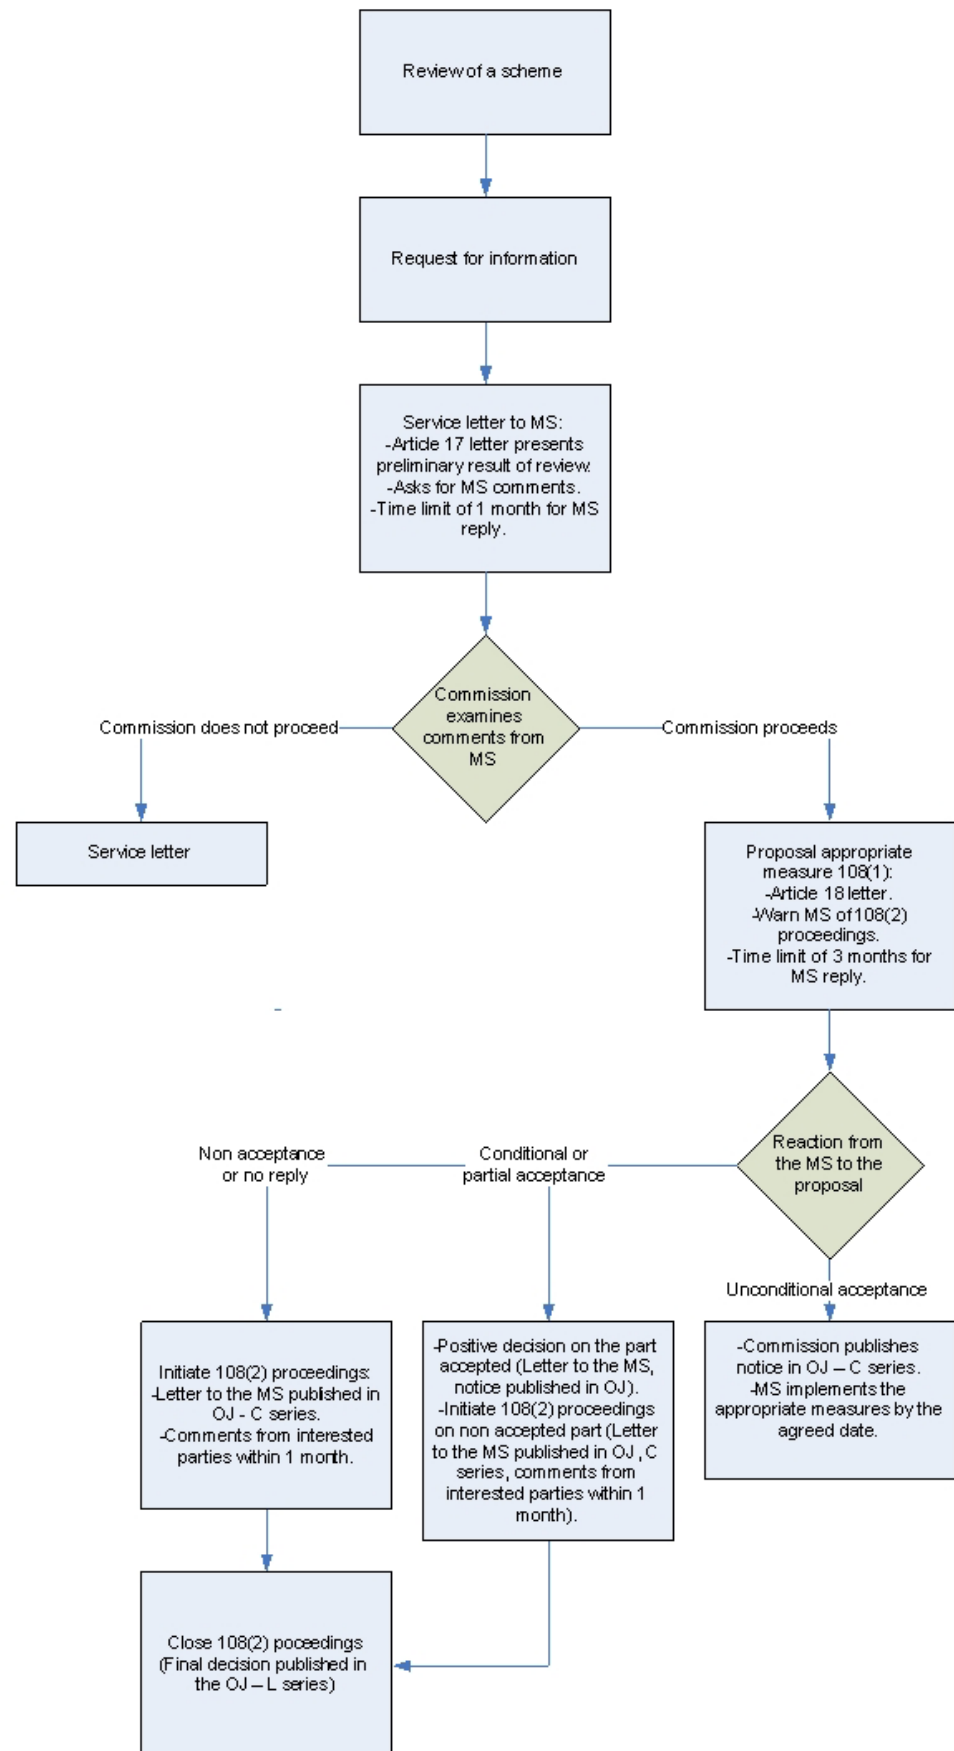 Review of a scheme
Request for information
Service letter to MS:
-Article 17 letter presents
preliminary result of review.
-Asks for MS comments.
-Time limit of 1 month for MS
reply.
Commission
examines
comments from
MS
Commission does not proceed
Commission proceeds
Service letter
Proposal appropriate
measure 108(1):
-Article 18 letter.
-Warn MS of 108(2)
proceedings.
-Time limit of 3 months for
MS reply.
Reaction from
the MS to the
proposal
Non acceptance
or no reply
Conditional or
partial acceptance
Unconditional acceptance
Initiate 108(2) proceedings:
-Letter to the MS published in
OJ - C series.
-Comments from interested
parties within 1 month.
-Positive decision on the part
accepted (Letter to the MS,
notice published in OJ).
-Initiate 108(2) proceedings
on non accepted part (Letter
to the MS published in OJ , C
series, comments from
interested parties within 1
month).
-Commission publishes
notice in OJ – C series.
-MS implements the
appropriate measures by the
agreed date.
Close 108(2) poceedings
(Final decision published in
the OJ – L series)